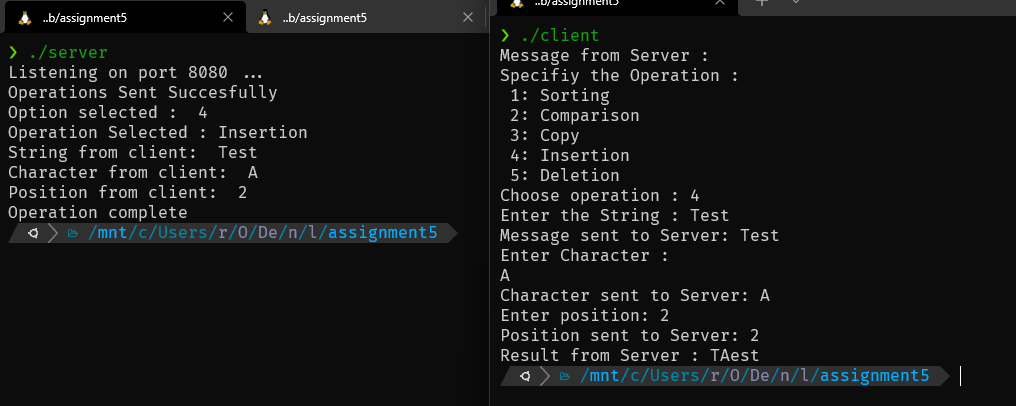 ..b/assignment5
..b/assignment5
❯ ./server
Listening on port 8080 ...
Operations Sent Succesfully
Option selected :  4
Operation Selected : Insertion
String from client:  Test
Character from client:  A
Position from client:  2
Operation complete
/mnt/c/Users/r/O/De/n/l/assignment5
..b/assignment5
❯ ./client
Message from Server :
Specifiy the Operation :
1: Sorting
2: Comparison
3: Copy
4: Insertion
5: Deletion
Choose operation : 4
Enter the String : Test
Message sent to Server: Test
Enter Character :
A
Character sent to Server: A
Enter position: 2
Position sent to Server: 2
Result from Server : TAest
/mnt/c/Users/r/O/De/n/l/assignment5